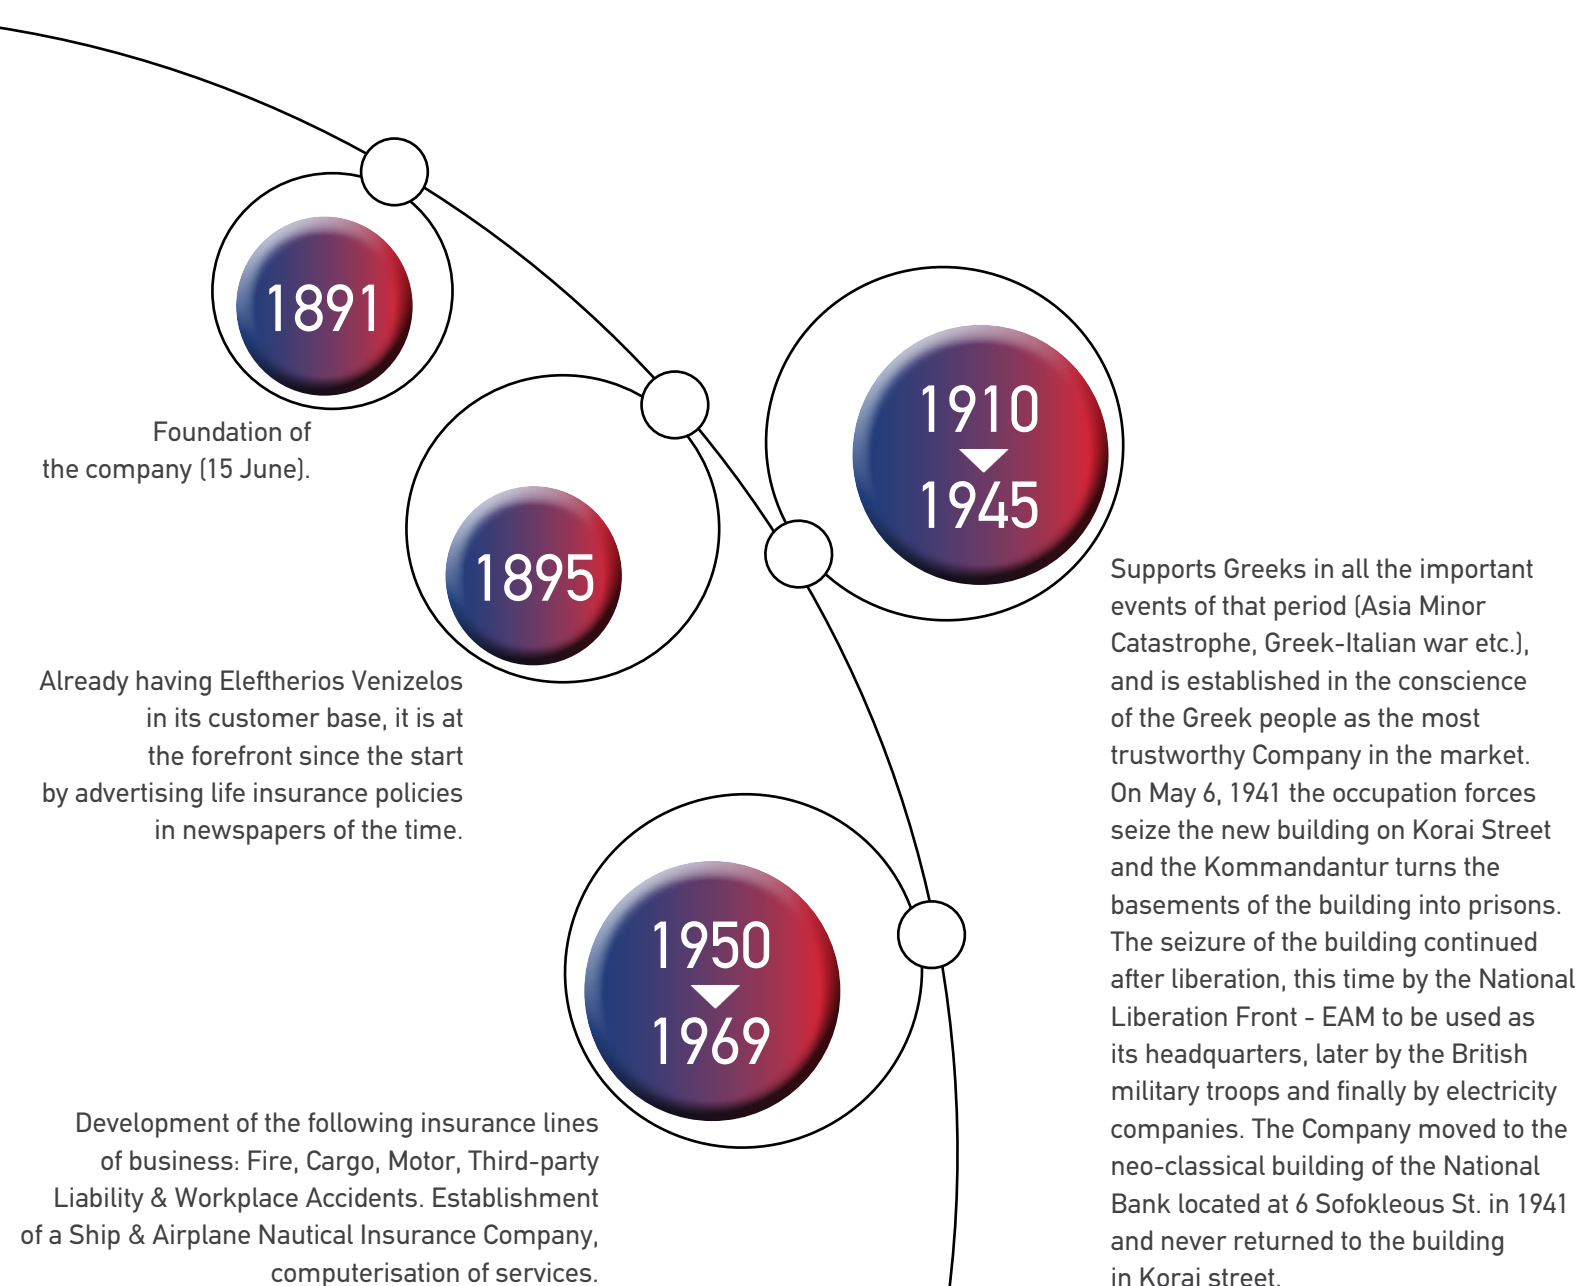 1891
Foundation of
the company (15 June).
1895
Already having Eleftherios Venizelos
in its customer base, it is at
the forefront since the start
by advertising life insurance policies
in newspapers of the time.
1910
1945
Supports Greeks in all the important
events of that period (Asia Minor
Catastrophe, Greek-Italian war etc.),
and is established in the conscience
of the Greek people as the most
trustworthy Company in the market.
On May 6, 1941 the occupation forces
seize the new building on Korai Street
and the Kommandantur turns the
basements of the building into prisons.
The seizure of the building continued
after liberation, this time by the National
Liberation Front - EAM to be used as
its headquarters, later by the British
military troops and finally by electricity
companies. The Company moved to the
neo-classical building of the National
Bank located at 6 Sofokleous St. in 1941
and never returned to the building
in Korai street.
1950
1969
Development of the following insurance lines
of business: Fire, Cargo, Motor, Third-party
Liability & Workplace Accidents. Establishment
of a Ship & Airplane Nautical Insurance Company,
computerisation of services.